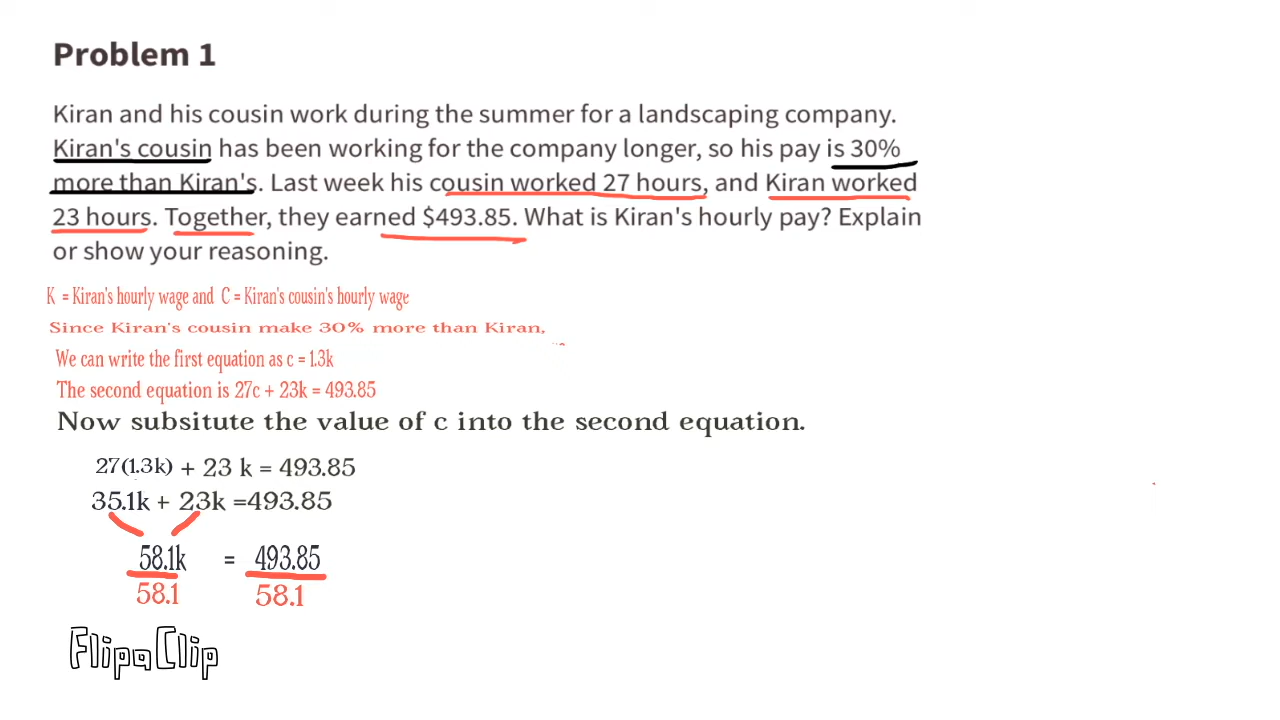 Problem 1
Kiran and his cousin work during the summer for a landscaping company.
Kiran's cousin has been working for the company longer, so his pay is 30%
more than Kiran's. Last week his cousin worked 27 hours, and Kiran worked
23 hours. Together, they earned $493.85. What is Kiran's hourly pay? Explain
or show your reasoning.
K = Kiran's hourly wage and C = Kiran's cousin's hourly wage
Since Kiran's cousin make 30% more than Kiran,
We can write the first equation as c = 1.3k
The second equation is 27c + 23k = 493.85
Now subsitute the value of c into the second equation.
27(1.3k) + 23 k = 493.85
35.1k + 23k =493.85
58.1k = 493.85
58.1 58.1
FlipaClip